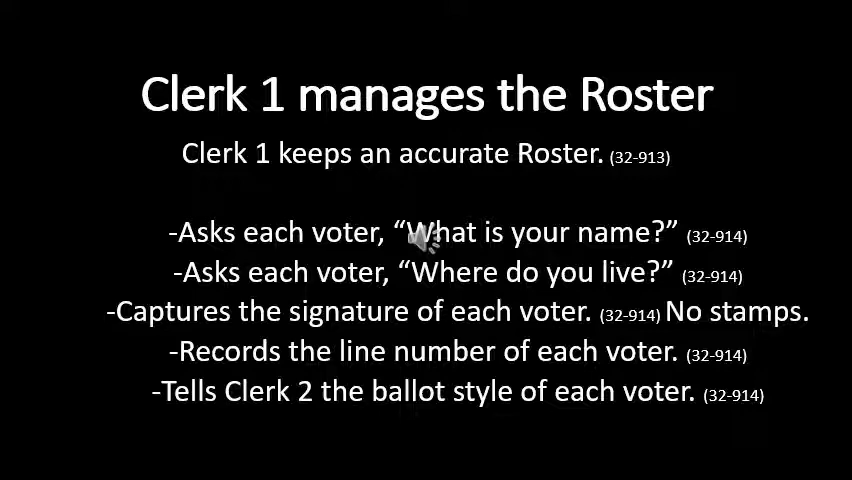 Clerk 1 manages the Roster
Clerk 1 keeps an accurate Roster. (32-913)
-Asks each voter, “What is your name?” (32-914)
-Asks each voter, “Where do you live?” (32-914)
-Captures the signature of each voter. (32-914) No stamps.
-Records the line number of each voter. (32-914)
-Tells Clerk 2 the ballot style of each voter. (32-914)